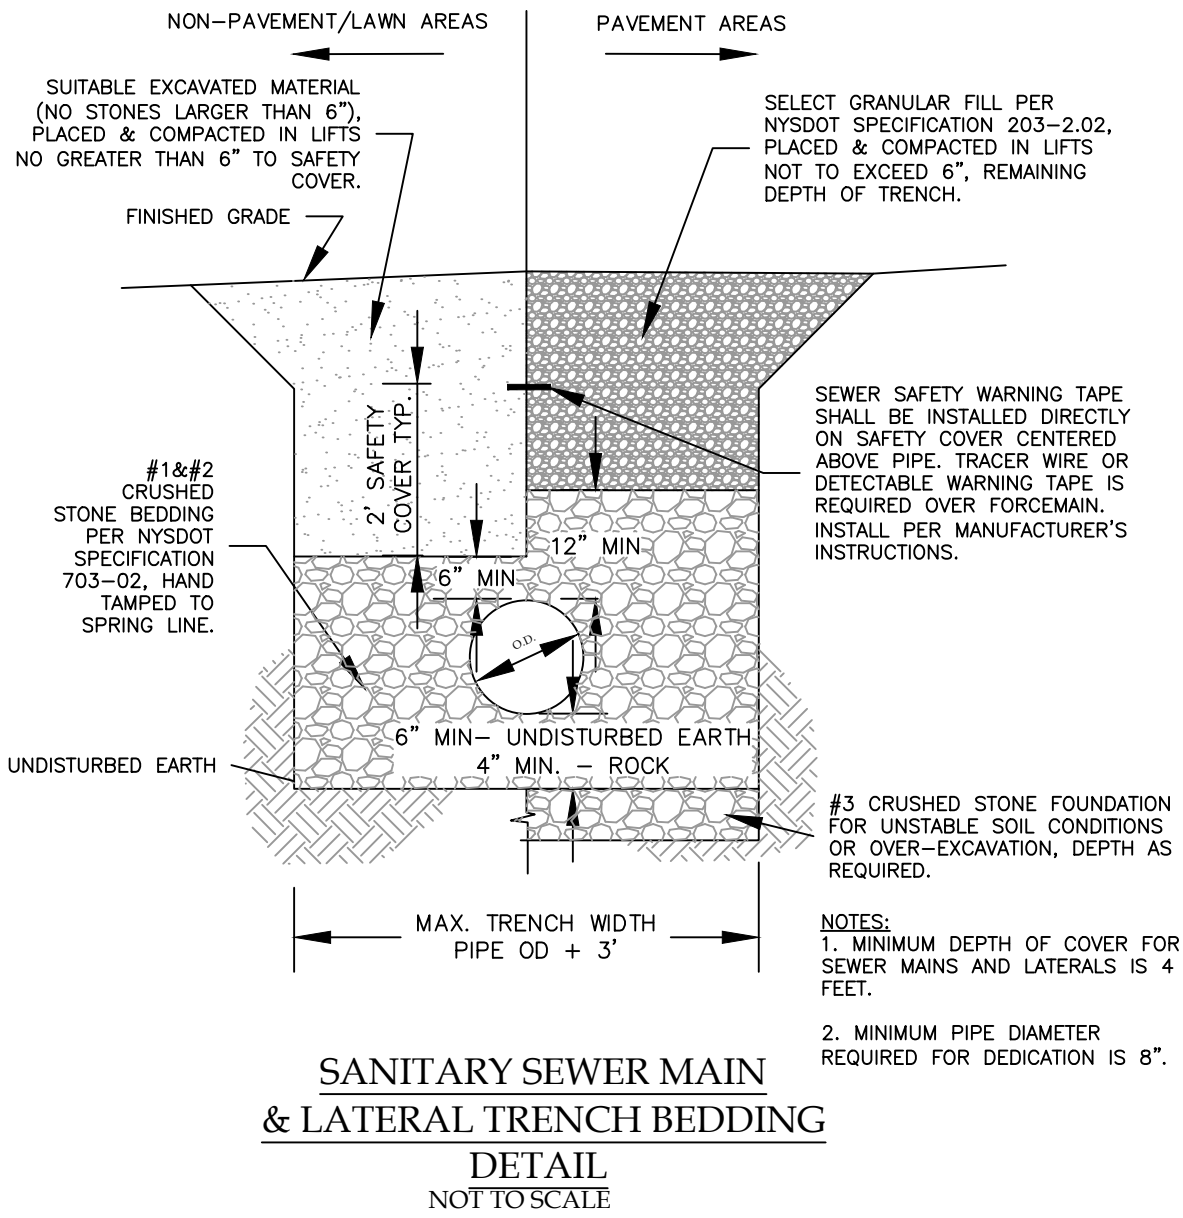 NON-PAVEMENT/LAWN AREAS
PAVEMENT AREAS
SUITABLE EXCAVATED MATERIAL
(NO STONES LARGER THAN 6”),
PLACED & COMPACTED IN LIFTS
NO GREATER THAN 6” TO SAFETY
COVER.
SELECT GRANULAR FILL PER
NYSDOT SPECIFICATION 203-2.02,
PLACED & COMPACTED IN LIFTS
NOT TO EXCEED 6”, REMAINING
DEPTH OF TRENCH.
FINISHED GRADE
2’ SAFETY
COVER TYP.
SEWER SAFETY WARNING TAPE
SHALL BE INSTALLED DIRECTLY
ON SAFETY COVER CENTERED
ABOVE PIPE. TRACER WIRE OR
DETECTABLE WARNING TAPE IS
REQUIRED OVER FORCEMAIN.
INSTALL PER MANUFACTURER’S
INSTRUCTIONS.
#1&#2
CRUSHED
STONE BEDDING
PER NYSDOT
SPECIFICATION
703-02, HAND
TAMPED TO
SPRING LINE.
12” MIN
6” MIN
O.D.
6” MIN- UNDISTURBED EARTH
4” MIN. - ROCK
UNDISTURBED EARTH
#3 CRUSHED STONE FOUNDATION
FOR UNSTABLE SOIL CONDITIONS
OR OVER-EXCAVATION, DEPTH AS
REQUIRED.
MAX. TRENCH WIDTH
PIPE OD + 3’
NOTES:
1. MINIMUM DEPTH OF COVER FOR
SEWER MAINS AND LATERALS IS 4
FEET.
2. MINIMUM PIPE DIAMETER
REQUIRED FOR DEDICATION IS 8”.
SANITARY SEWER MAIN
& LATERAL TRENCH BEDDING
DETAIL
NOT TO SCALE